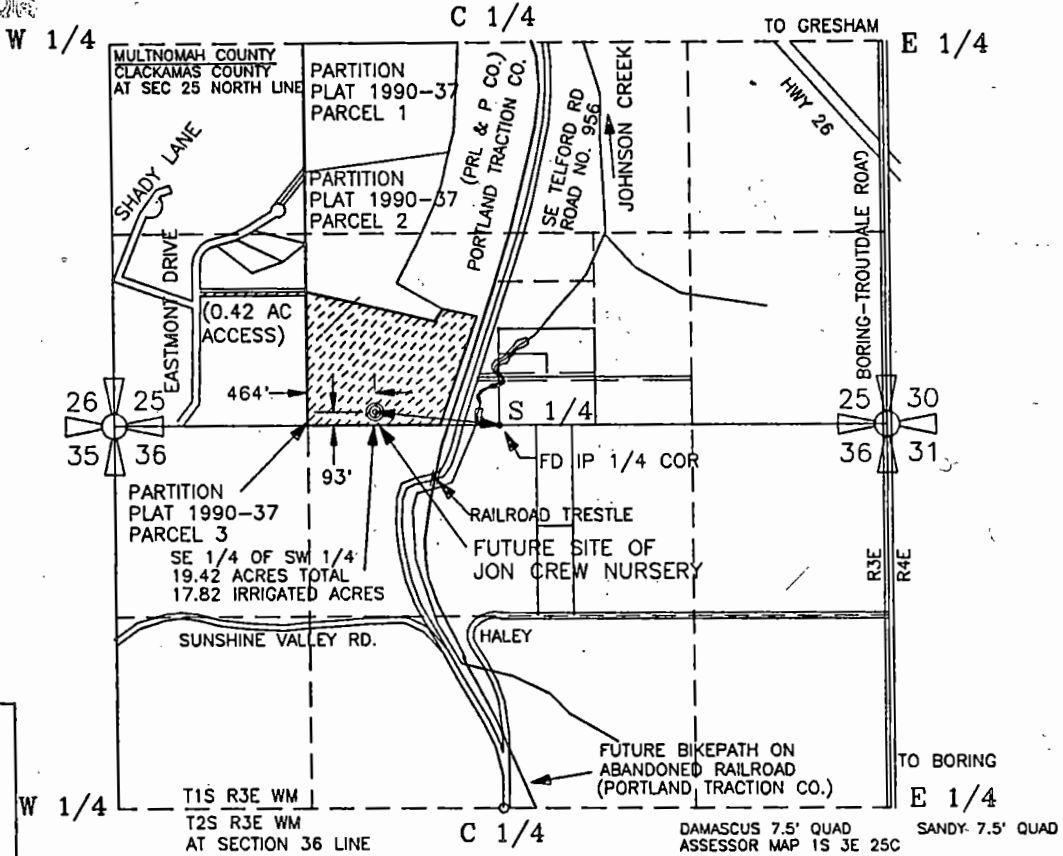 C 1/4
W 1/4
TO GRESHAM
E 1/4
MULTNOMAH COUNTY
CLACKAMAS COUNTY
AT SEC 25 NORTH LINE
PARTITION
PLAT 1990-37
PARCEL 1
(PRL & P CO.)
PORTLAND TRACTION CO.
SE TELFORD RD
ROAD NO. 956
JOHNSON CREEK
HWY 26
BORING-TROUTDALE ROAD
SHADY LANE
PARTITION
PLAT 1990-37
PARCEL 2
EASTMONT DRIVE
(0.42 AC
ACCESS)
464'
26 25
35 36
S 1/4
25 30
36 31
93'
FD IP 1/4 COR
PARTITION
PLAT 1990-37
PARCEL 3
RAILROAD TRESTLE
SE 1/4 OF SW 1/4
19.42 ACRES TOTAL
17.82 IRRIGATED ACRES
FUTURE SITE OF
JON CREW NURSERY
R3E
R4E
SUNSHINE VALLEY RD.
HALEY
FUTURE BIKEPATH ON
ABANDONED RAILROAD
(PORTLAND TRACTION CO.)
TO BORING
W 1/4
T1S R3E WM
T2S R3E WM
AT SECTION 36 LINE
C 1/4
E 1/4
DAMASCUS 7.5' QUAD
SANDY 7.5' QUAD
ASSESSOR MAP 1S 3E 25C